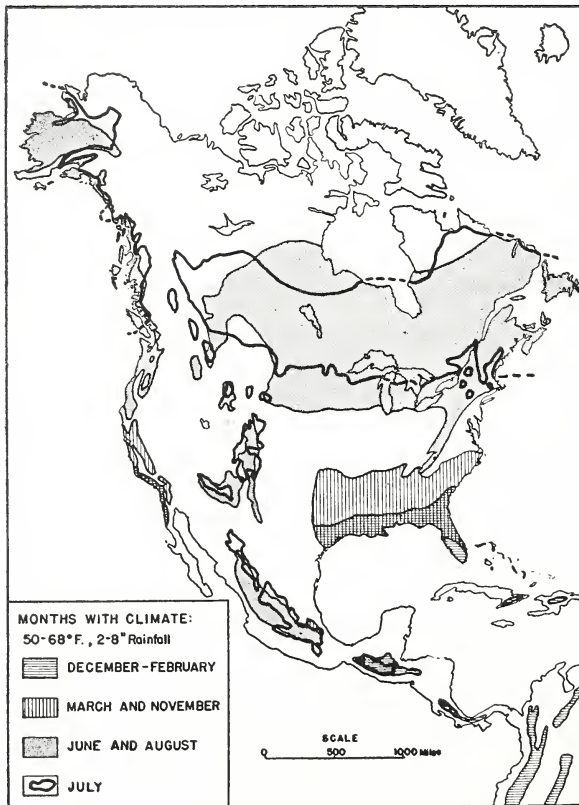 MONTHS WITH CLIMATE:
50-68°F., 2-8" Rainfall
DECEMBER-FEBRUARY
MARCH AND NOVEMBER
JUNE AND AUGUST
JULY
SCALE
0 500 1000 Miles